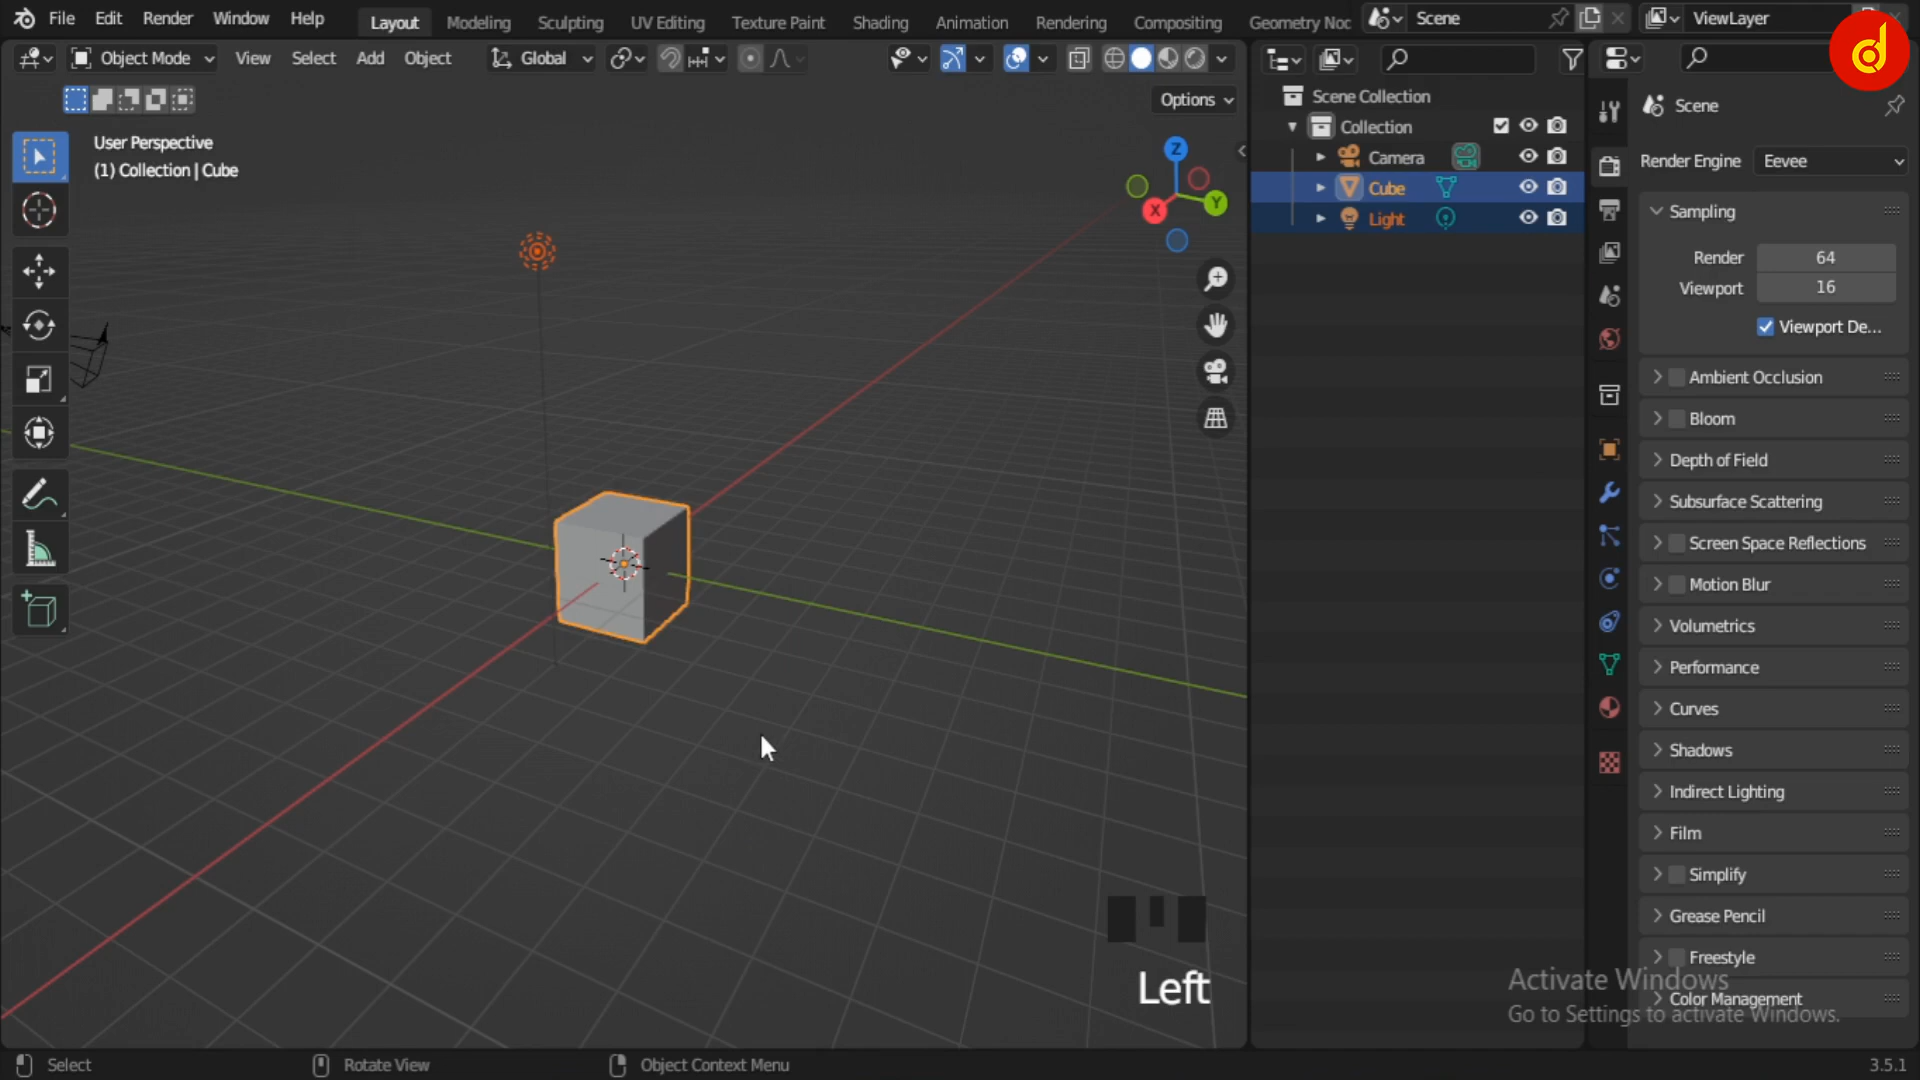 File Edit Render Window Help Layout Modeling Sculpting UV Editing Texture Paint Shading Animation Rendering Compositing Geometry Noc Scene ViewLayer
Object Mode View Select Add Object Global
Options
User Perspective
(1) Collection | Cube
Z
Y
X
Scene Collection
Collection
Camera
Cube
Light
Scene
Render Engine Eevee
Sampling
Render 64
Viewport 16
Viewport De...
Ambient Occlusion
Bloom
Depth of Field
Subsurface Scattering
Screen Space Reflections
Motion Blur
Volumetrics
Performance
Curves
Shadows
Indirect Lighting
Film
Simplify
Grease Pencil
Freestyle
Color Management
Activate Windows
Go to Settings to activate Windows.
Left
Select Rotate View Object Context Menu 3.5.1